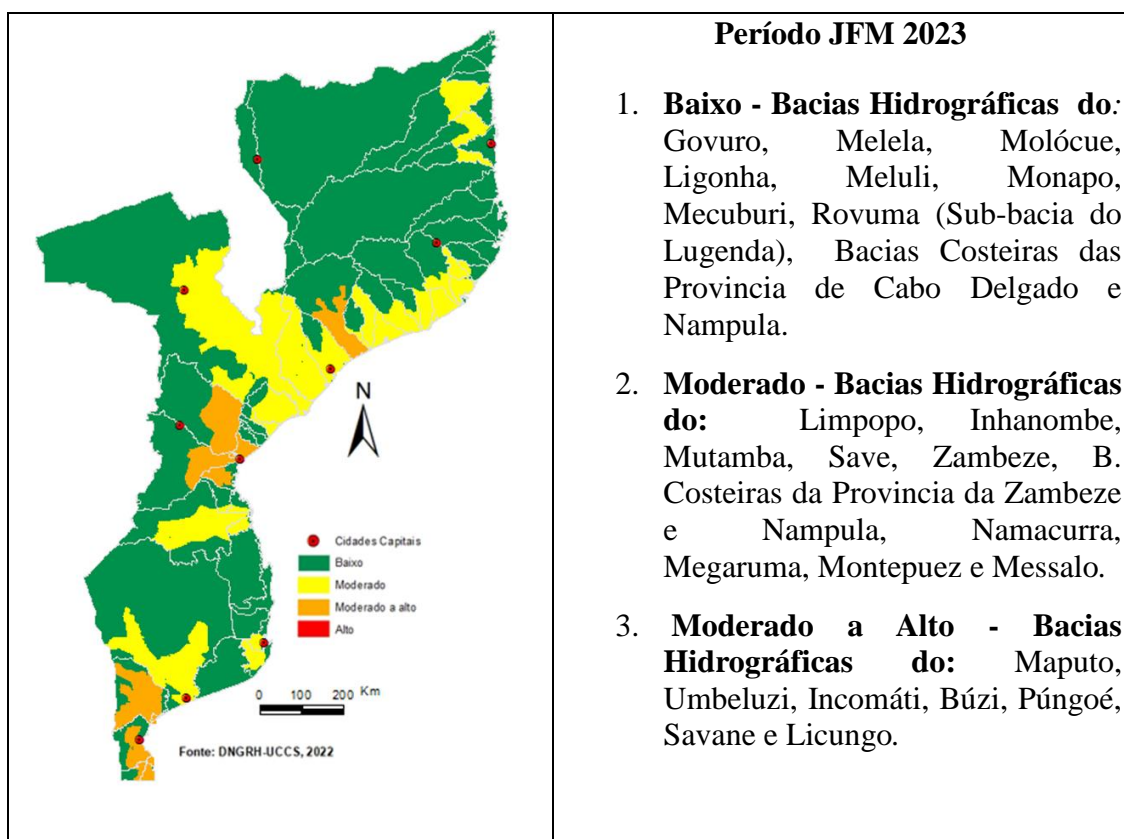 N
Cidades Capitais
Baixo
Moderado
Moderado a alto
Alto
0 100 200 Km
Fonte: DNGRH-UCCS, 2022
Período JFM 2023
1. Baixo - Bacias Hidrográficas do:
Govuro, Melela, Molócue,
Ligonha, Meluli, Monapo,
Mecuburi, Rovuma (Sub-bacia do
Lugenda), Bacias Costeiras das
Provincia de Cabo Delgado e
Nampula.
2. Moderado - Bacias Hidrográficas
do: Limpopo, Inhanombe,
Mutamba, Save, Zambeze, B.
Costeiras da Provincia da Zambeze
e Nampula, Namacurra,
Megaruma, Montepuez e Messalo.
3. Moderado a Alto - Bacias
Hidrográficas do: Maputo,
Umbeluzi, Incomáti, Búzi, Púngoé,
Savane e Licungo.